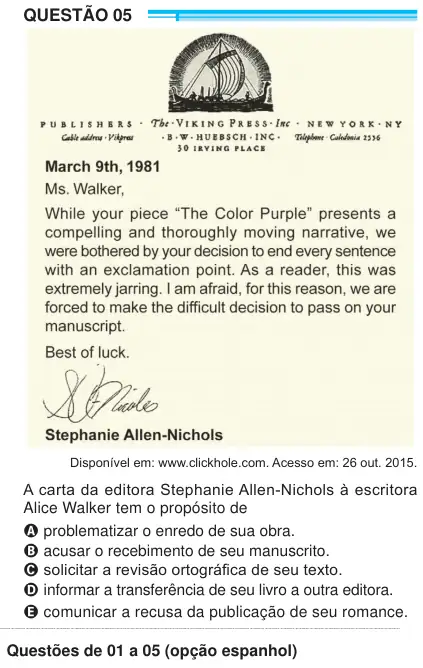 QUESTÃO 05
PUBLISHERS · The · VIKING PRESS · Inc · NEW YORK · NY
Cable address · Vikpress · B · W · HUEBSCH · INC · Telephone · Caledonia 2536
30 IRVING PLACE
March 9th, 1981
Ms. Walker,
While your piece “The Color Purple” presents a
compelling and thoroughly moving narrative, we
were bothered by your decision to end every sentence
with an exclamation point. As a reader, this was
extremely jarring. I am afraid, for this reason, we are
forced to make the difficult decision to pass on your
manuscript.
Best of luck.
Stephanie Allen-Nichols
Disponível em: www.clickhole.com. Acesso em: 26 out. 2015.
A carta da editora Stephanie Allen-Nichols à escritora
Alice Walker tem o propósito de
A problematizar o enredo de sua obra.
B acusar o recebimento de seu manuscrito.
C solicitar a revisão ortográfica de seu texto.
D informar a transferência de seu livro a outra editora.
E comunicar a recusa da publicação de seu romance.
Questões de 01 a 05 (opção espanhol)